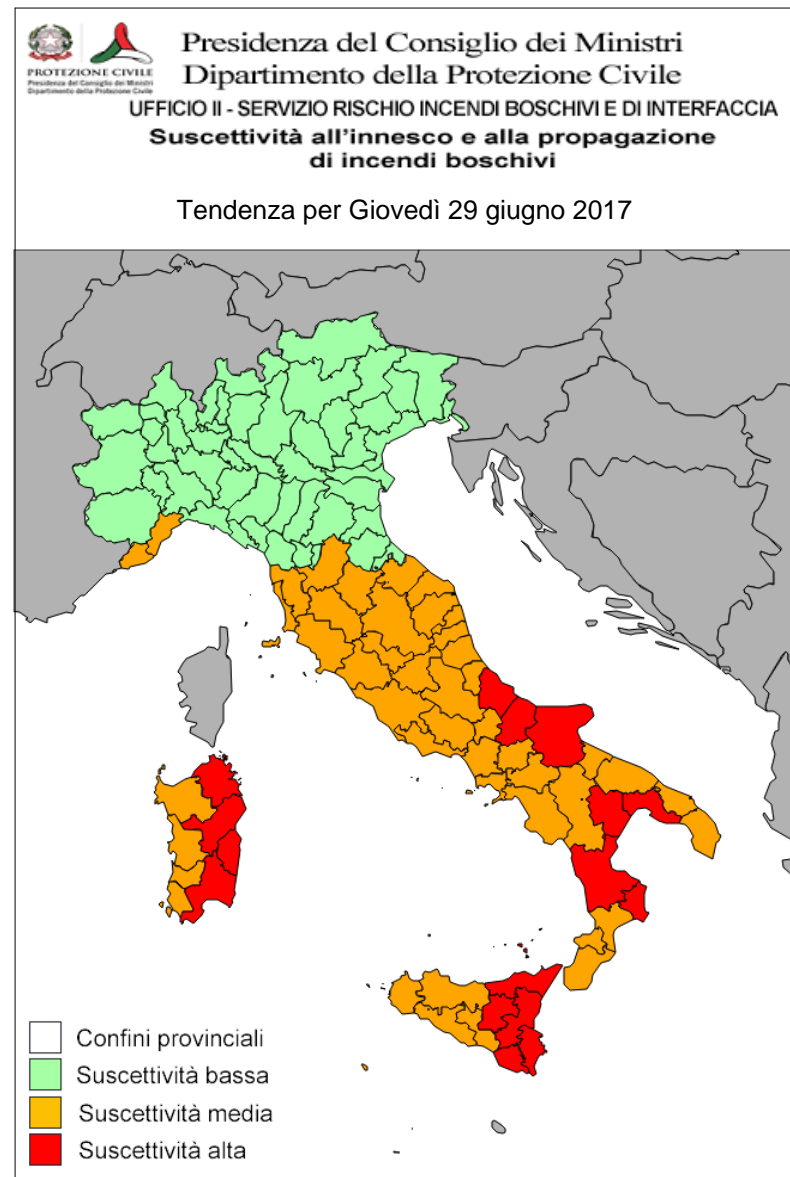 PROTEZIONE CIVILE
Presidenza del Consiglio dei Ministri
Dipartimento della Protezione Civile
Presidenza del Consiglio dei Ministri
Dipartimento della Protezione Civile
UFFICIO II - SERVIZIO RISCHIO INCENDI BOSCHIVI E DI INTERFACCIA
Suscettività all'innesco e alla propagazione
di incendi boschivi
Tendenza per Giovedì 29 giugno 2017
Confini provinciali
Suscettività bassa
Suscettività media
Suscettività alta